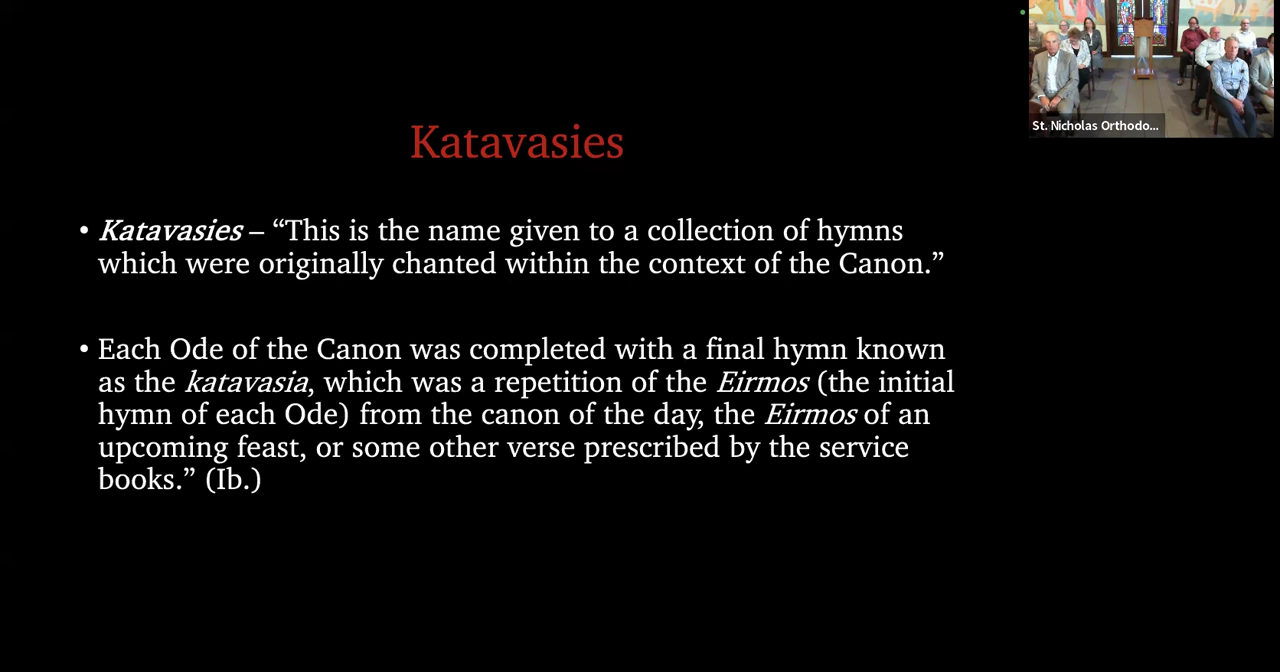 St. Nicholas Orthodo...
Katavasies
• Katavasies – “This is the name given to a collection of hymns
which were originally chanted within the context of the Canon.”
• Each Ode of the Canon was completed with a final hymn known
as the katavasia, which was a repetition of the Eirmos (the initial
hymn of each Ode) from the canon of the day, the Eirmos of an
upcoming feast, or some other verse prescribed by the service
books.” (Ib.)